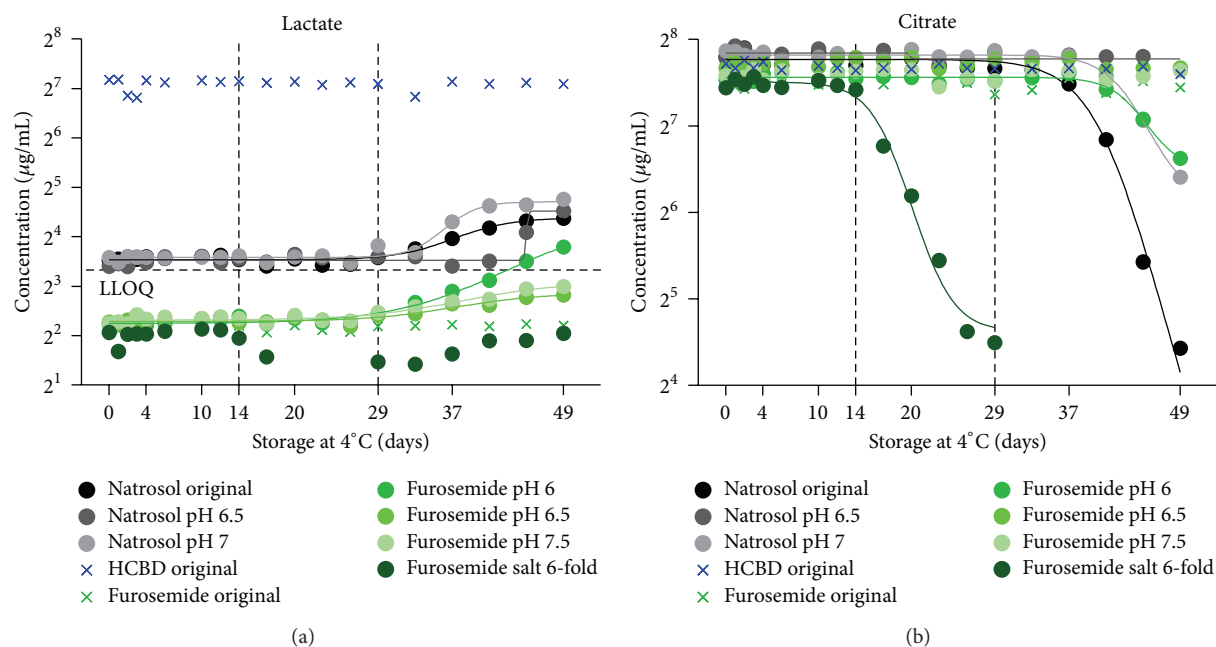 Lactate
Concentration (μg/mL)
2^8
2^7
2^6
2^5
2^4
2^3
2^2
2^1
LLOQ
0 4 10 14 20 29 37 49
Storage at 4°C (days)
Natrosol original
Natrosol pH 6.5
Natrosol pH 7
HCBD original
Furosemide original
Furosemide pH 6
Furosemide pH 6.5
Furosemide pH 7.5
Furosemide salt 6-fold
(a)
Citrate
Concentration (μg/mL)
2^8
2^7
2^6
2^5
2^4
0 4 10 14 20 29 37 49
Storage at 4°C (days)
Natrosol original
Natrosol pH 6.5
Natrosol pH 7
HCBD original
Furosemide original
Furosemide pH 6
Furosemide pH 6.5
Furosemide pH 7.5
Furosemide salt 6-fold
(b)